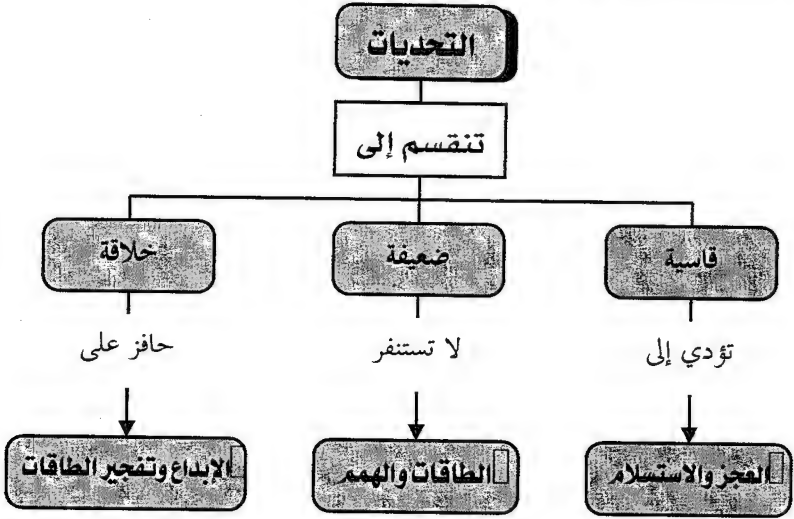 التحديات
تنقسم إلى
قاسية
ضعيفة
خلاقة
تؤدي إلى
لا تستنفر
حافز على
العجز والاستسلام
الطاقات والهمم
الإبداع وتفجير الطاقات